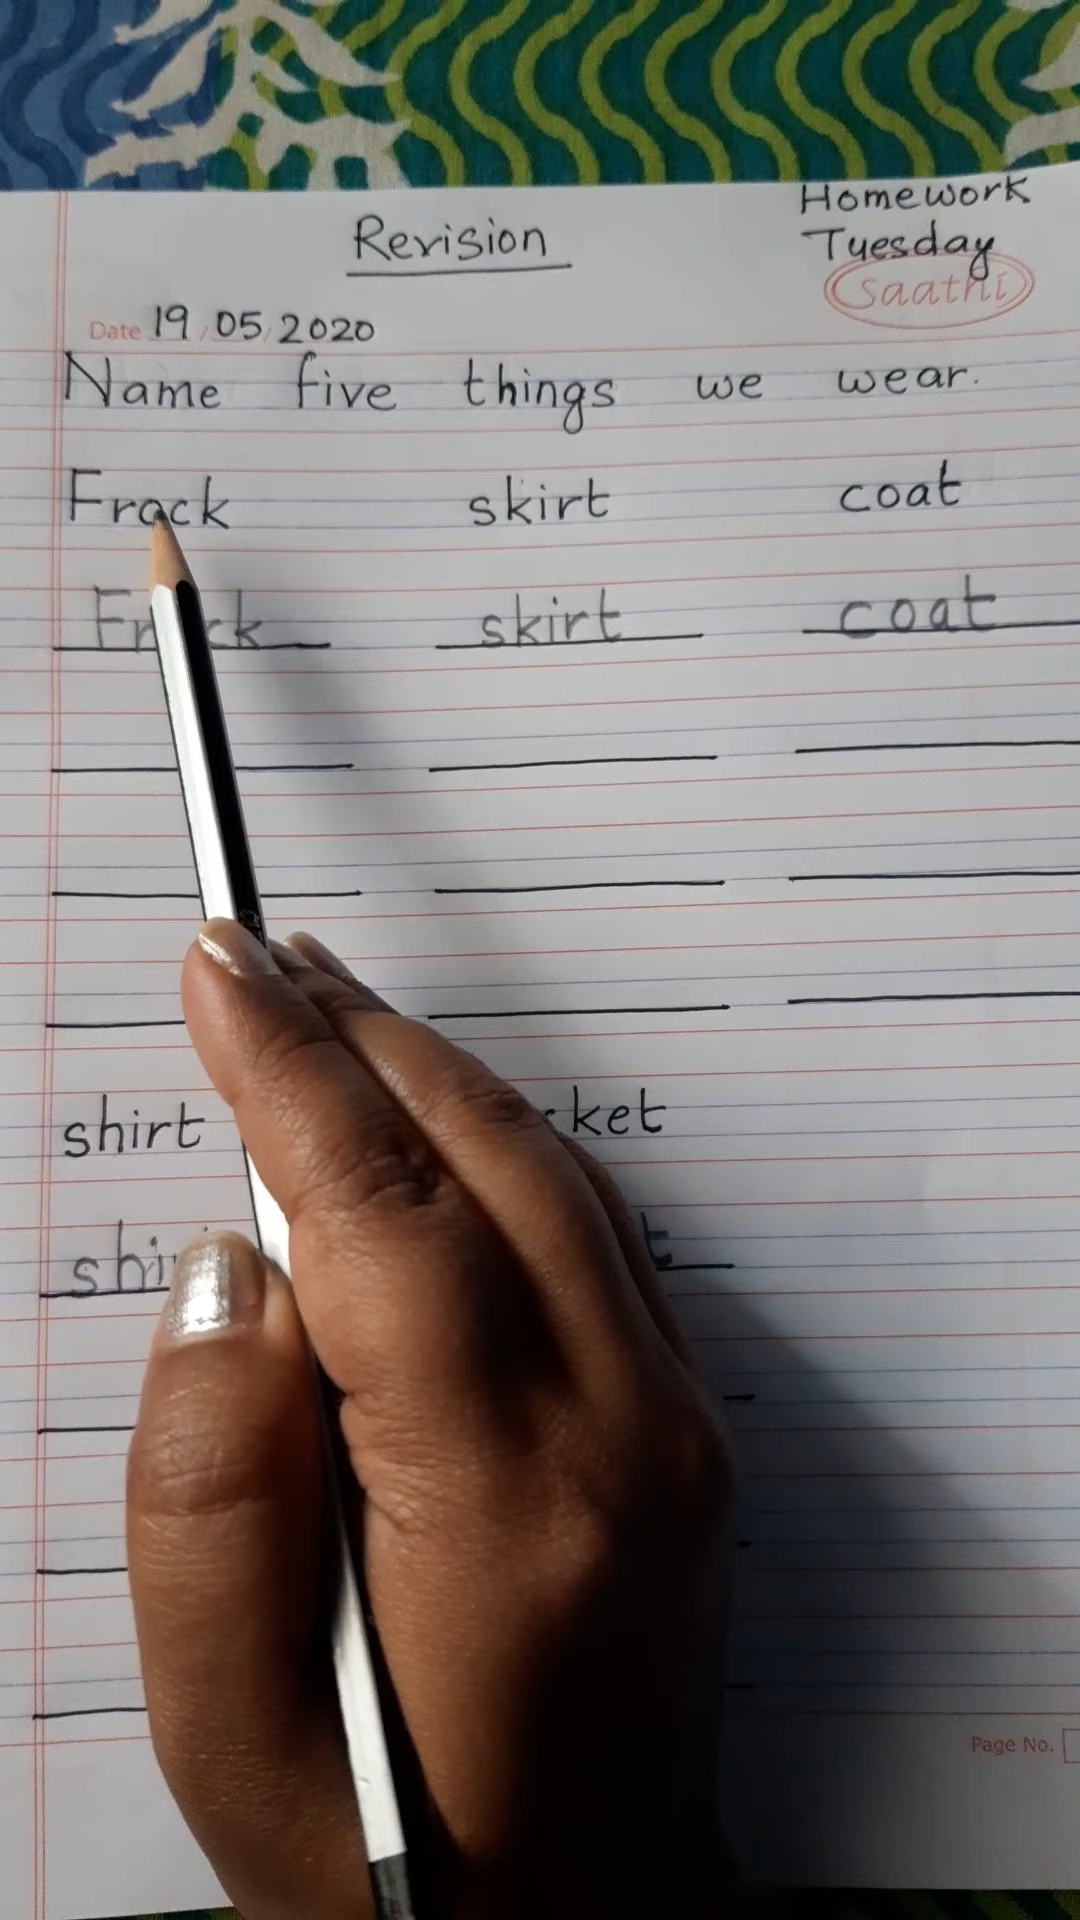 Homework
Revision Tuesday
saathi
Date 19/05/2020
Name five things we wear.
Frock skirt coat
skirt coat
shirt
Page No.